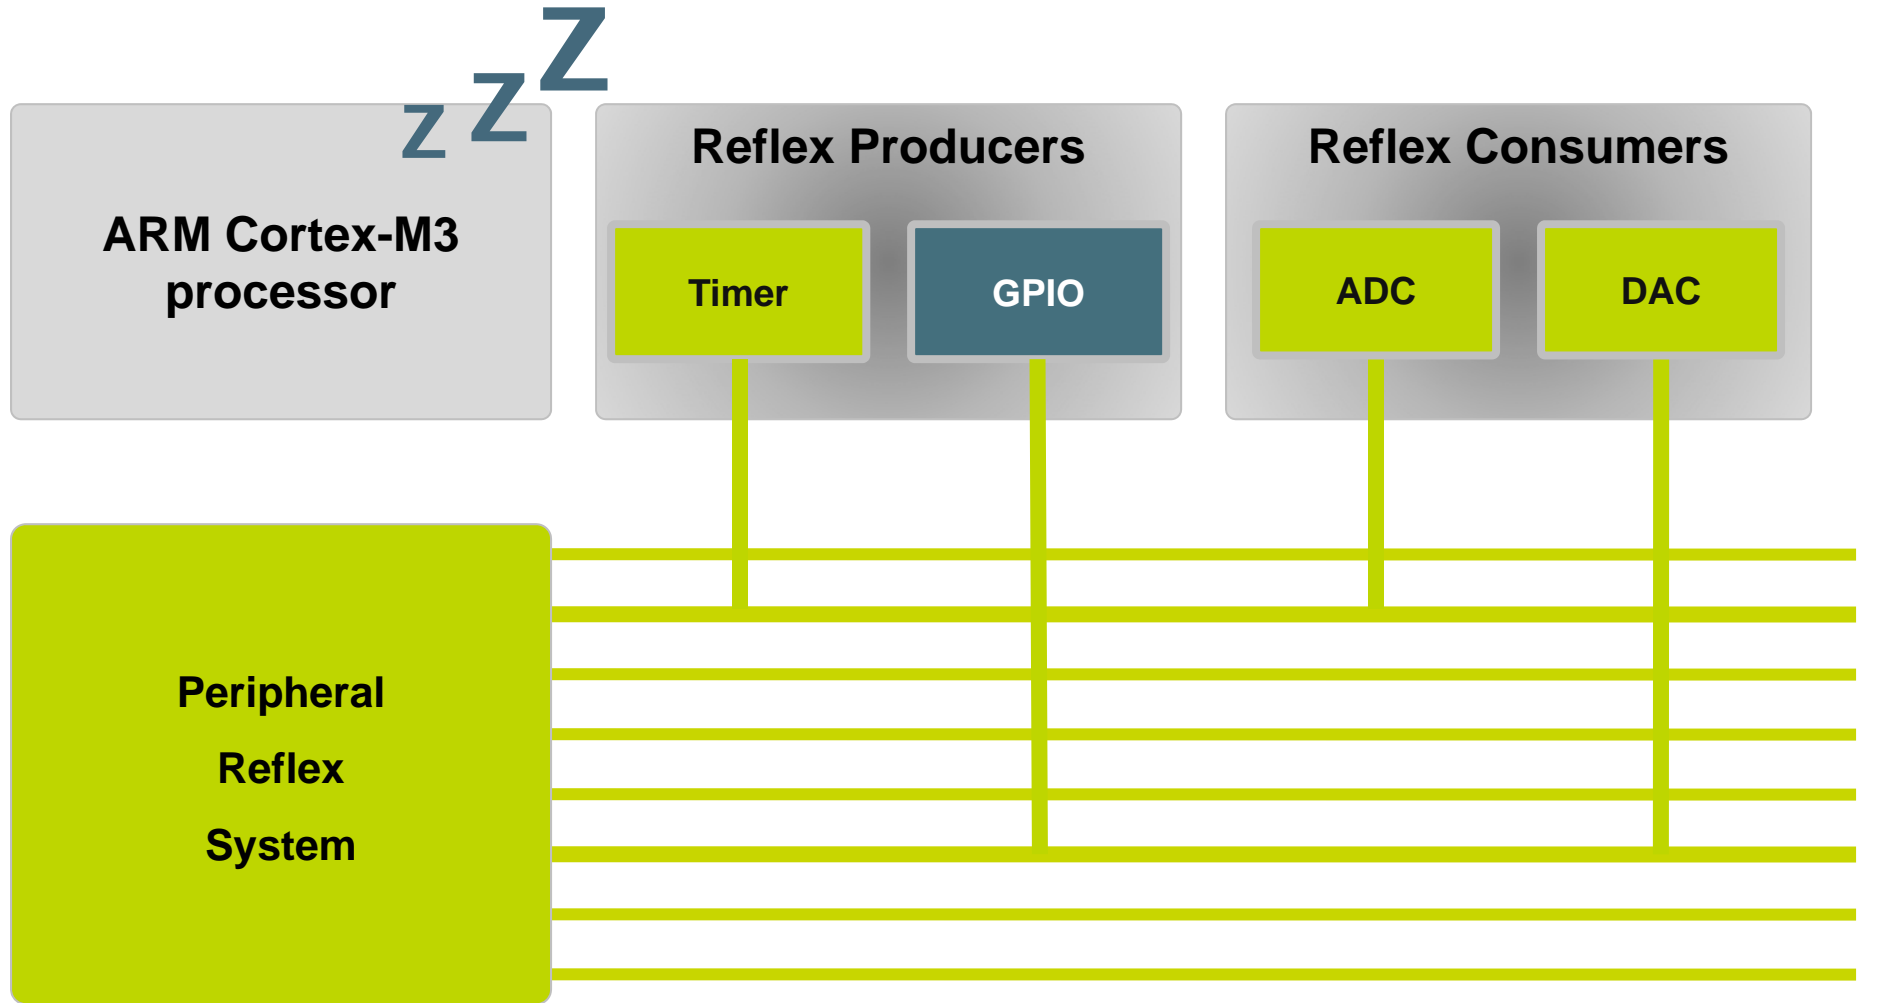 z Z Z
ARM Cortex-M3
processor
Reflex Producers
Timer
GPIO
Reflex Consumers
ADC
DAC
Peripheral
Reflex
System